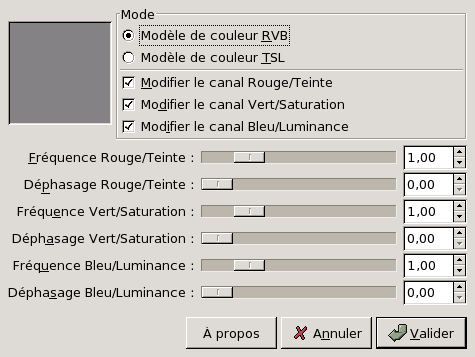 Mode
Modèle de couleur RVB
Modèle de couleur TSL
Modifier le canal Rouge/Teinte
Modifier le canal Vert/Saturation
Modifier le canal Bleu/Luminance
Fréquence Rouge/Teinte : 1,00
Déphasage Rouge/Teinte : 0,00
Fréquence Vert/Saturation : 1,00
Déphasage Vert/Saturation : 0,00
Fréquence Bleu/Luminance : 1,00
Déphasage Bleu/Luminance : 0,00
À propos Annuler Valider